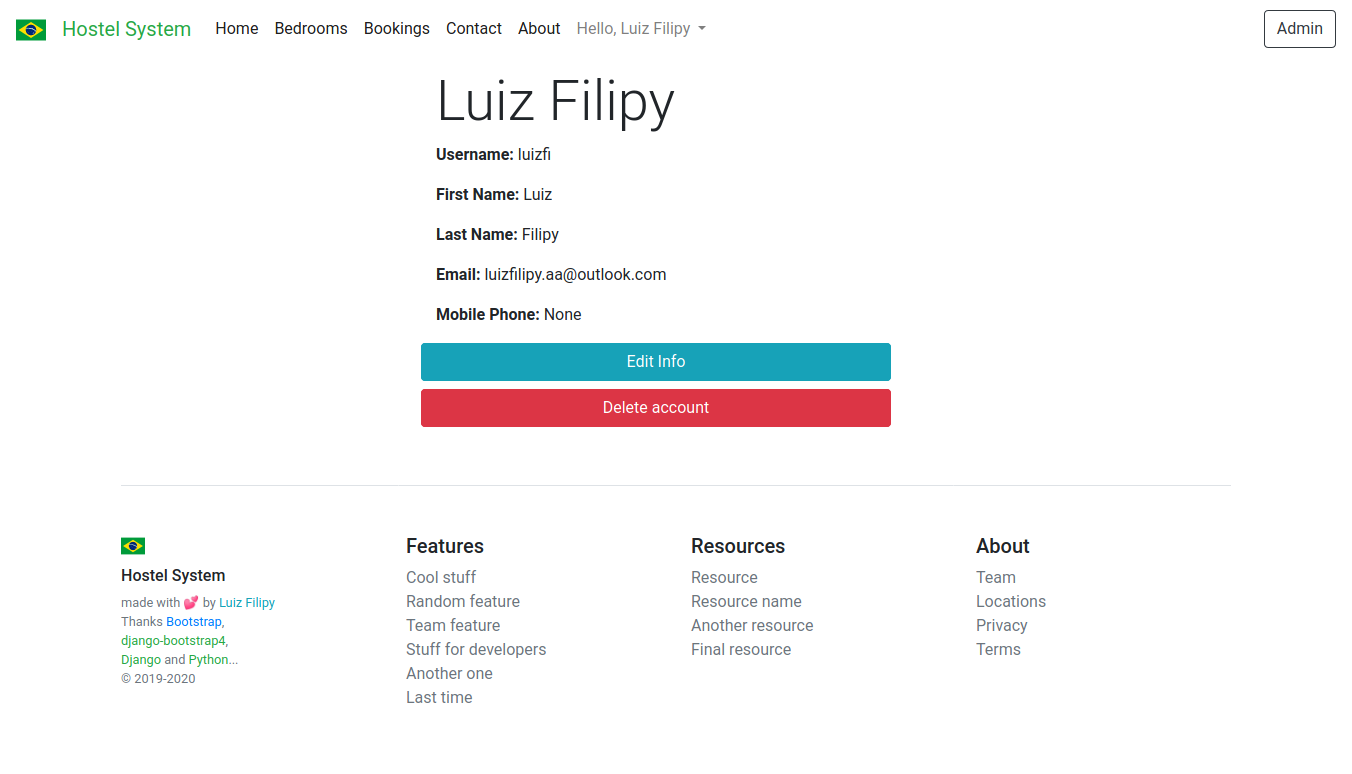 Hostel System Home Bedrooms Bookings Contact About Hello, Luiz Filipy Admin
Luiz Filipy
Username: luizfi
First Name: Luiz
Last Name: Filipy
Email: luizfilipy.aa@outlook.com
Mobile Phone: None
Edit Info
Delete account
Hostel System
made with 💕 by Luiz Filipy
Thanks Bootstrap,
django-bootstrap4,
Django and Python...
© 2019-2020
Features
Cool stuff
Random feature
Team feature
Stuff for developers
Another one
Last time
Resources
Resource
Resource name
Another resource
Final resource
About
Team
Locations
Privacy
Terms